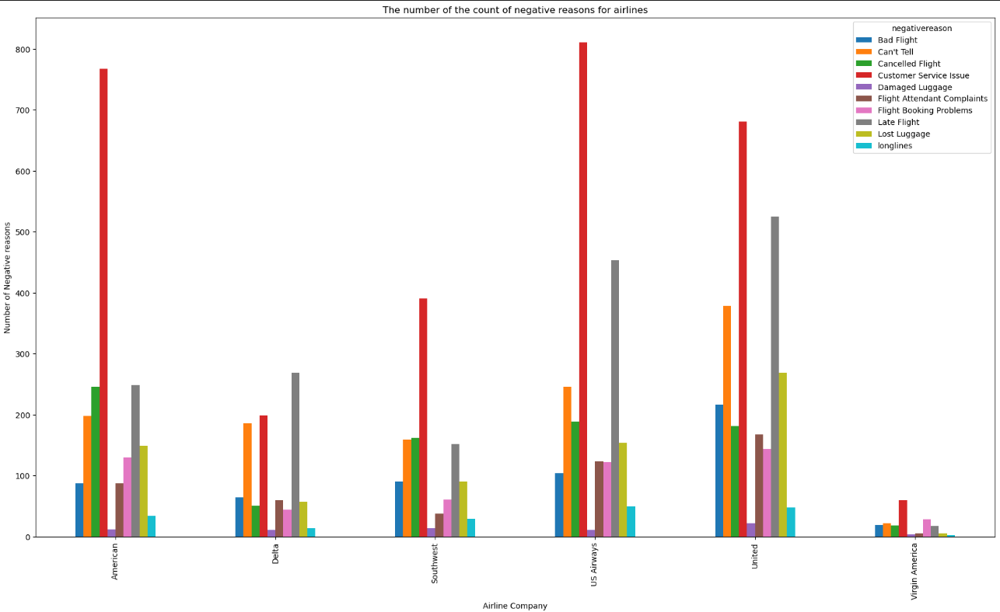 The number of the count of negative reasons for airlines
negativereason
Bad Flight
Can't Tell
Cancelled Flight
Customer Service Issue
Damaged Luggage
Flight Attendant Complaints
Flight Booking Problems
Late Flight
Lost Luggage
longlines
Number of Negative reasons
800
700
600
500
400
300
200
100
0
American
Delta
Southwest
US Airways
United
Virgin America
Airline Company